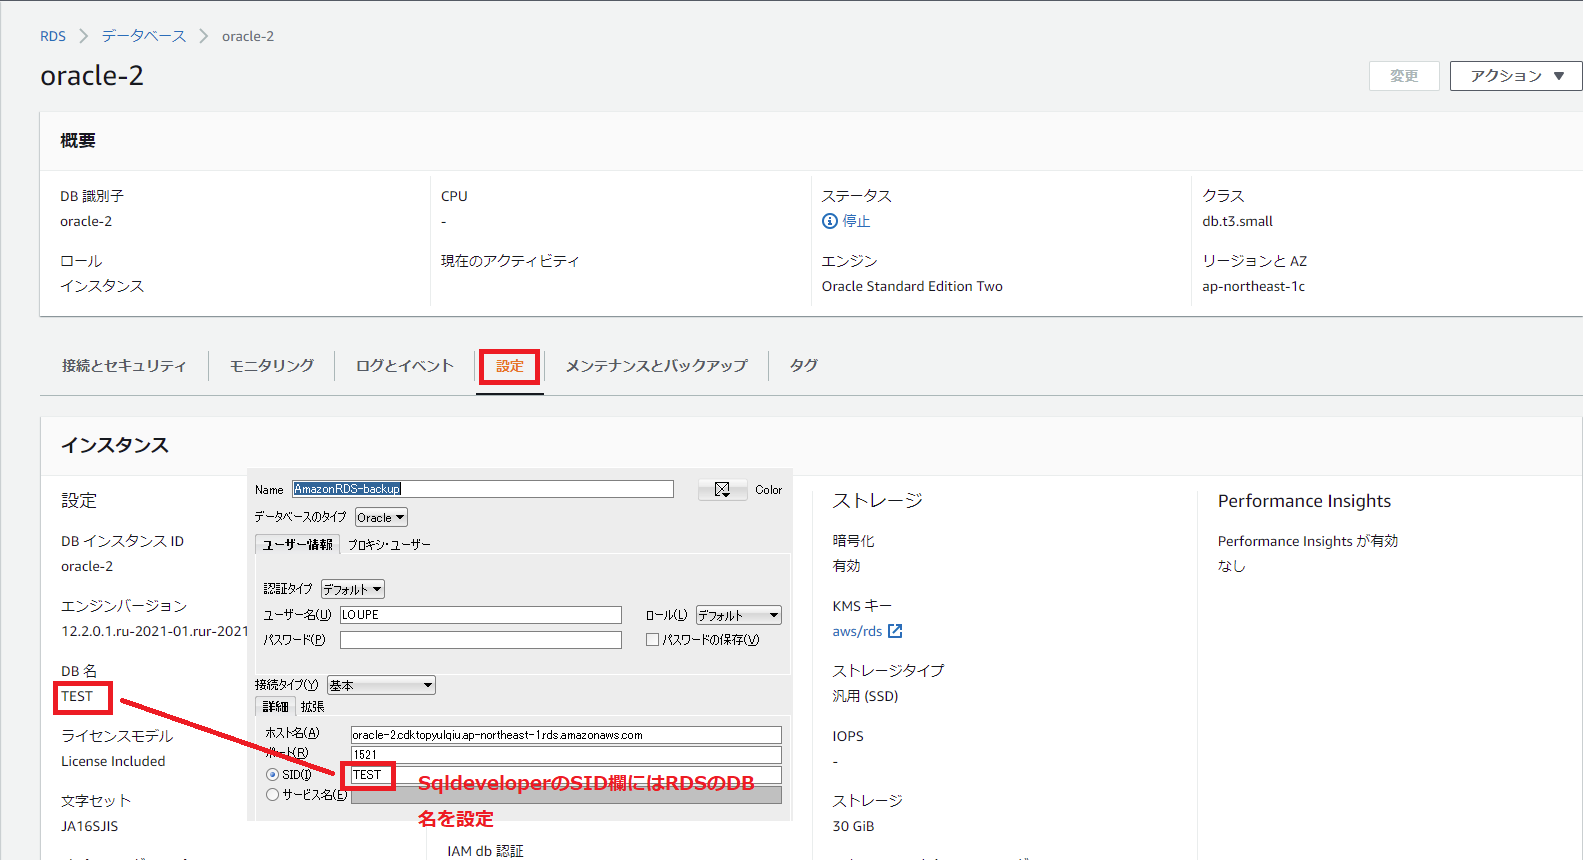 RDS > データベース > oracle-2
oracle-2
変更
アクション ▼
概要
DB 識別子
oracle-2
CPU
-
ステータス
停止
クラス
db.t3.small
ロール
インスタンス
現在のアクティビティ
エンジン
Oracle Standard Edition Two
リージョンと AZ
ap-northeast-1c
接続とセキュリティ
モニタリング
ログとイベント
設定
メンテナンスとバックアップ
タグ
インスタンス
設定
DB インスタンス ID
oracle-2
エンジンバージョン
12.2.0.1.ru-2021-01.rur-2021
DB 名
TEST
ライセンスモデル
License Included
文字セット
JA16SJIS
Name AmazonRDS-backup
Color
データベースのタイプ Oracle
ユーザー情報 プロキシ・ユーザー
認証タイプ デフォルト
ユーザー名(U) LOUPE
ロール(L) デフォルト
パスワード(P)
パスワードの保存(V)
接続タイプ(Y) 基本
詳細 拡張
ホスト名(A) oracle-2.cdktopyulqiu.ap-northeast-1.rds.amazonaws.com
ポート(R) 1521
SID(I) TEST
サービス名(E)
SqldeveloperのSID欄にはRDSのDB
名を設定
IAM db 認証
ストレージ
暗号化
有効
KMS キー
aws/rds
ストレージタイプ
汎用 (SSD)
IOPS
-
ストレージ
30 GiB
Performance Insights
Performance Insights が有効
なし